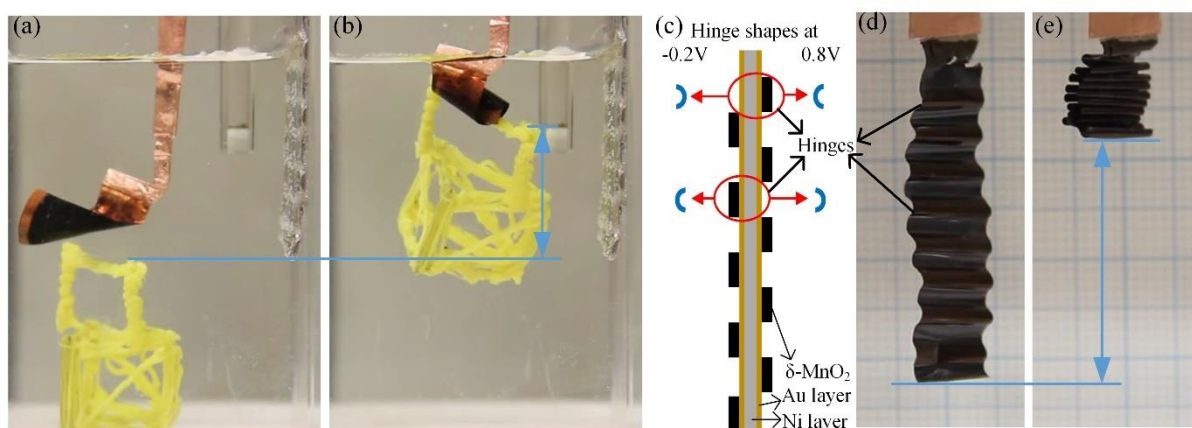 (a)
(b)
(c)
Hinge shapes at
-0.2V 0.8V
Hinges
δ-MnO₂
Au layer
Ni layer
(d)
(e)